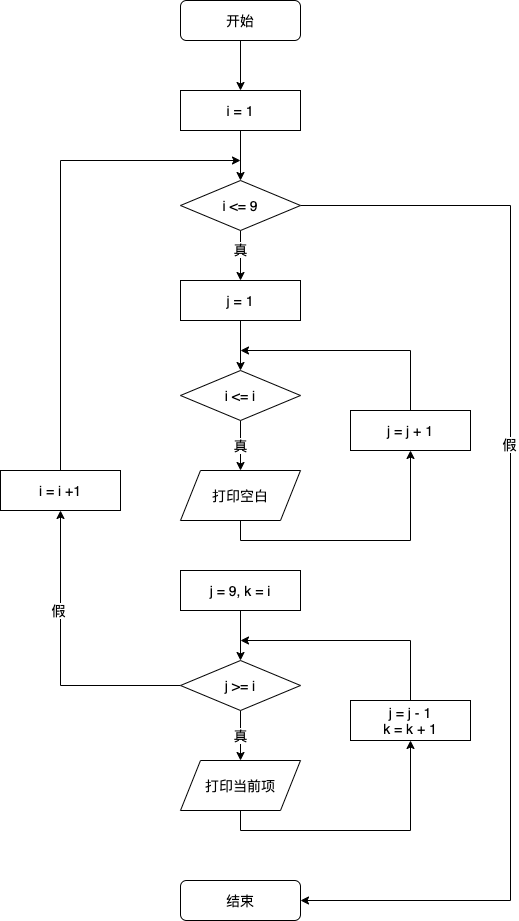 开始
i = 1
i <= 9
真
j = 1
i <= i
真
j = j + 1
假
打印空白
i = i +1
j = 9, k = i
假
j >= i
j = j - 1
k = k + 1
真
打印当前项
结束